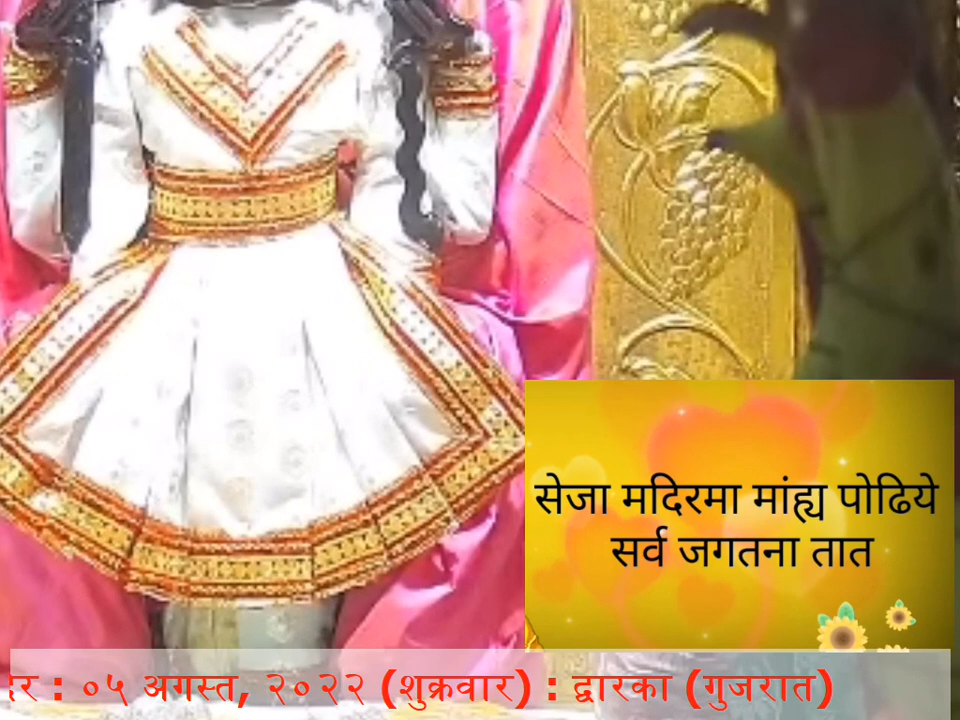 सेजा मदिरमा मांह्य पोढिये
सर्व जगतना तात
: ०५ अगस्त, २०२२ (शुक्रवार) : द्वारका (गुजरात)